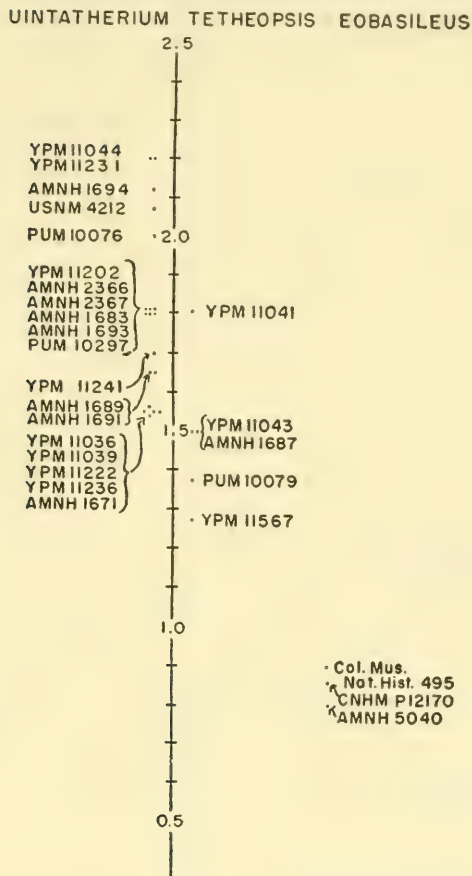 UINTATHERIUM TETHEOPSIS EOBASILEUS
2.5
YPM 11044
YPM 11231
AMNH 1694
USNM 4212
PUM 10076
2.0
YPM 11202
AMNH 2366
AMNH 2367
AMNH 1683
AMNH 1693
PUM 10297
YPM 11041
YPM 11241
AMNH 1689
AMNH 1691
1.5
YPM 11043
AMNH 1687
YPM 11036
YPM 11039
YPM 11222
YPM 11236
AMNH 1671
PUM 10079
YPM 11567
1.0
Col. Mus.
Nat. Hist. 495
CNHM P12170
AMNH 5040
0.5